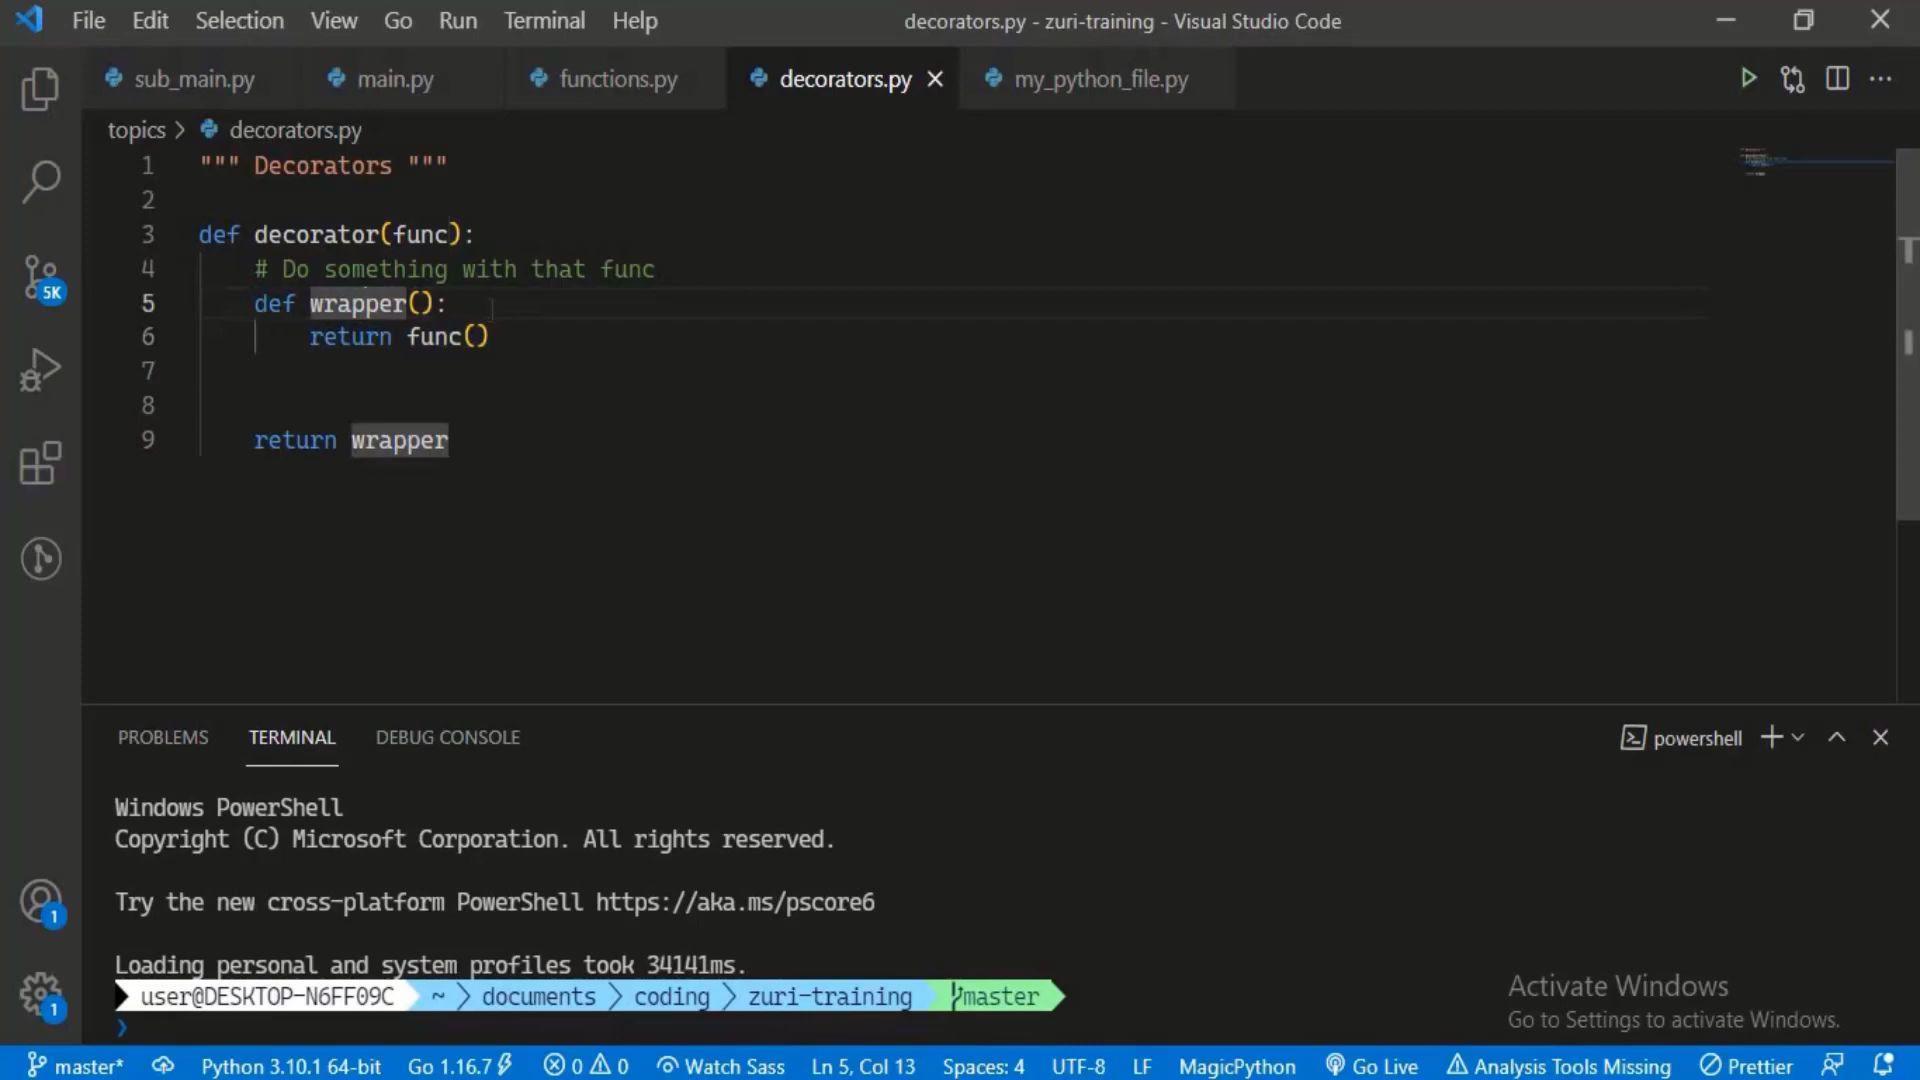 File Edit Selection View Go Run Terminal Help decorators.py - zuri-training - Visual Studio Code
sub_main.py main.py functions.py decorators.py my_python_file.py
topics > decorators.py
1 """ Decorators """
2
3 def decorator(func):
4 # Do something with that func
5 def wrapper():
6 return func()
7
8
9 return wrapper
5K
PROBLEMS TERMINAL DEBUG CONSOLE powershell
Windows PowerShell
Copyright (C) Microsoft Corporation. All rights reserved.
Try the new cross-platform PowerShell https://aka.ms/pscore6
1
Loading personal and system profiles took 34141ms.
user@DESKTOP-N6FF09C ~ documents coding zuri-training master
1
Activate Windows
Go to Settings to activate Windows.
master* Python 3.10.1 64-bit Go 1.16.7 0 0 Watch Sass Ln 5, Col 13 Spaces: 4 UTF-8 LF MagicPython Go Live Analysis Tools Missing Prettier